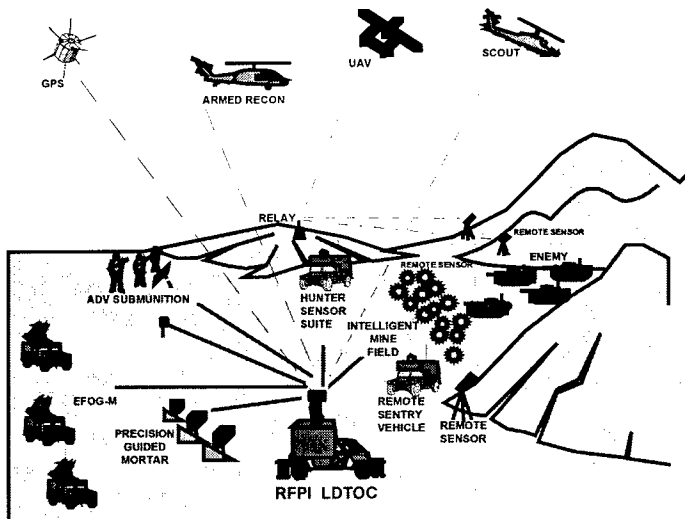 GPS
ARMED RECON
UAV
SCOUT
RELAY
REMOTE SENSOR
REMOTE SENSOR
ENEMY
ADV SUBMUNITION
HUNTER
SENSOR
SUITE
INTELLIGENT
MINE
FIELD
EFOG-M
PRECISION
GUIDED
MORTAR
REMOTE
SENTRY
VEHICLE
REMOTE
SENSOR
RFPI LDTOC